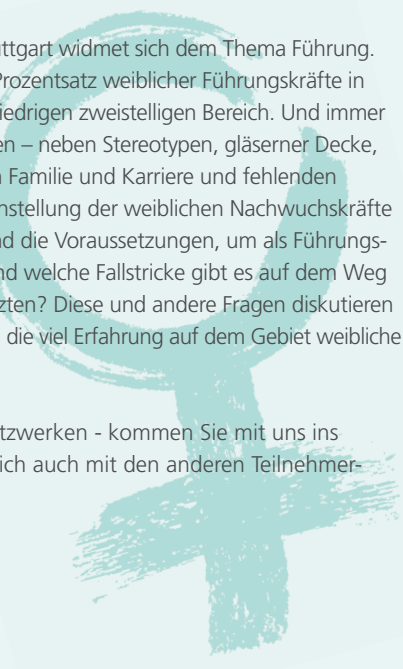 ttgart widmet sich dem Thema Führung.
Prozentsatz weiblicher Führungskräfte in
iedrigen zweistelligen Bereich. Und immer
en – neben Stereotypen, gläserner Decke,
n Familie und Karriere und fehlenden
nstellung der weiblichen Nachwuchskräfte
nd die Voraussetzungen, um als Führungs-
nd welche Fallstricke gibt es auf dem Weg
zten? Diese und andere Fragen diskutieren
die viel Erfahrung auf dem Gebiet weibliche
tzwerken - kommen Sie mit uns ins
ich auch mit den anderen Teilnehmer-